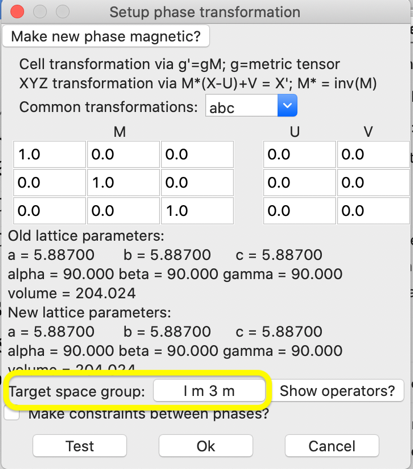 Setup phase transformation
Make new phase magnetic?
Cell transformation via g'=gM; g=metric tensor
XYZ transformation via M*(X-U)+V = X'; M* = inv(M)
Common transformations: abc
M U V
1.0 0.0 0.0 0.0 0.0
0.0 1.0 0.0 0.0 0.0
0.0 0.0 1.0 0.0 0.0
Old lattice parameters:
a = 5.88700 b = 5.88700 c = 5.88700
alpha = 90.000 beta = 90.000 gamma = 90.000
volume = 204.024
New lattice parameters:
a = 5.88700 b = 5.88700 c = 5.88700
alpha = 90.000 beta = 90.000 gamma = 90.000
volume = 204.024
Target space group: I m 3 m Show operators?
Make constraints between phases?
Test Ok Cancel